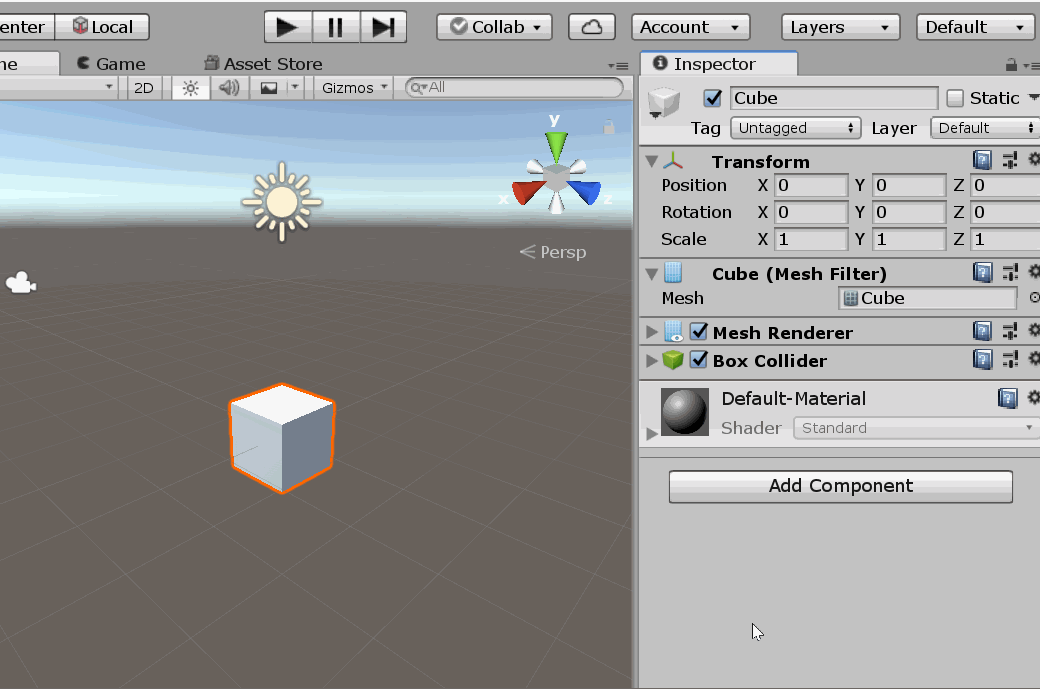 enter Local Collab Account Layers Default
ne Game Asset Store Inspector
2D Gizmos All
Cube Static
Tag Untagged Layer Default
y
x z
Persp
Transform
Position X 0 Y 0 Z 0
Rotation X 0 Y 0 Z 0
Scale X 1 Y 1 Z 1
Cube (Mesh Filter)
Mesh Cube
Mesh Renderer
Box Collider
Default-Material
Shader Standard
Add Component